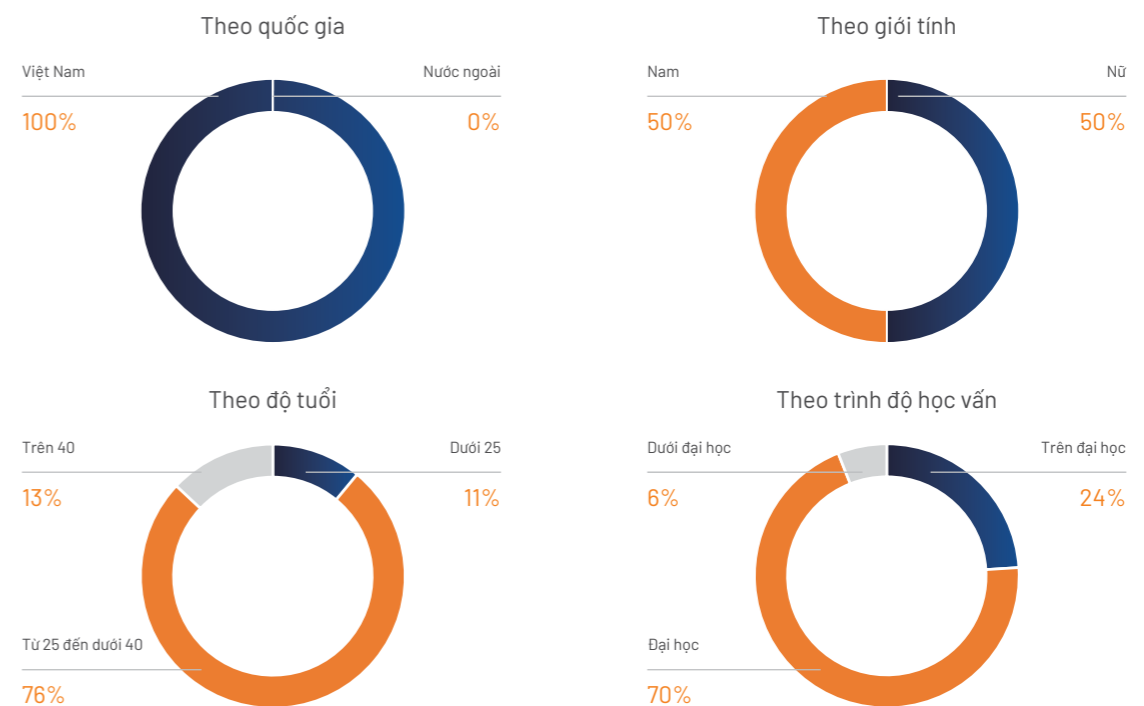 Theo quốc gia
Việt Nam
100%
Nước ngoài
0%
Theo giới tính
Nam
50%
Nữ
50%
Theo độ tuổi
Trên 40
13%
Dưới 25
11%
Từ 25 đến dưới 40
76%
Theo trình độ học vấn
Dưới đại học
6%
Trên đại học
24%
Đại học
70%